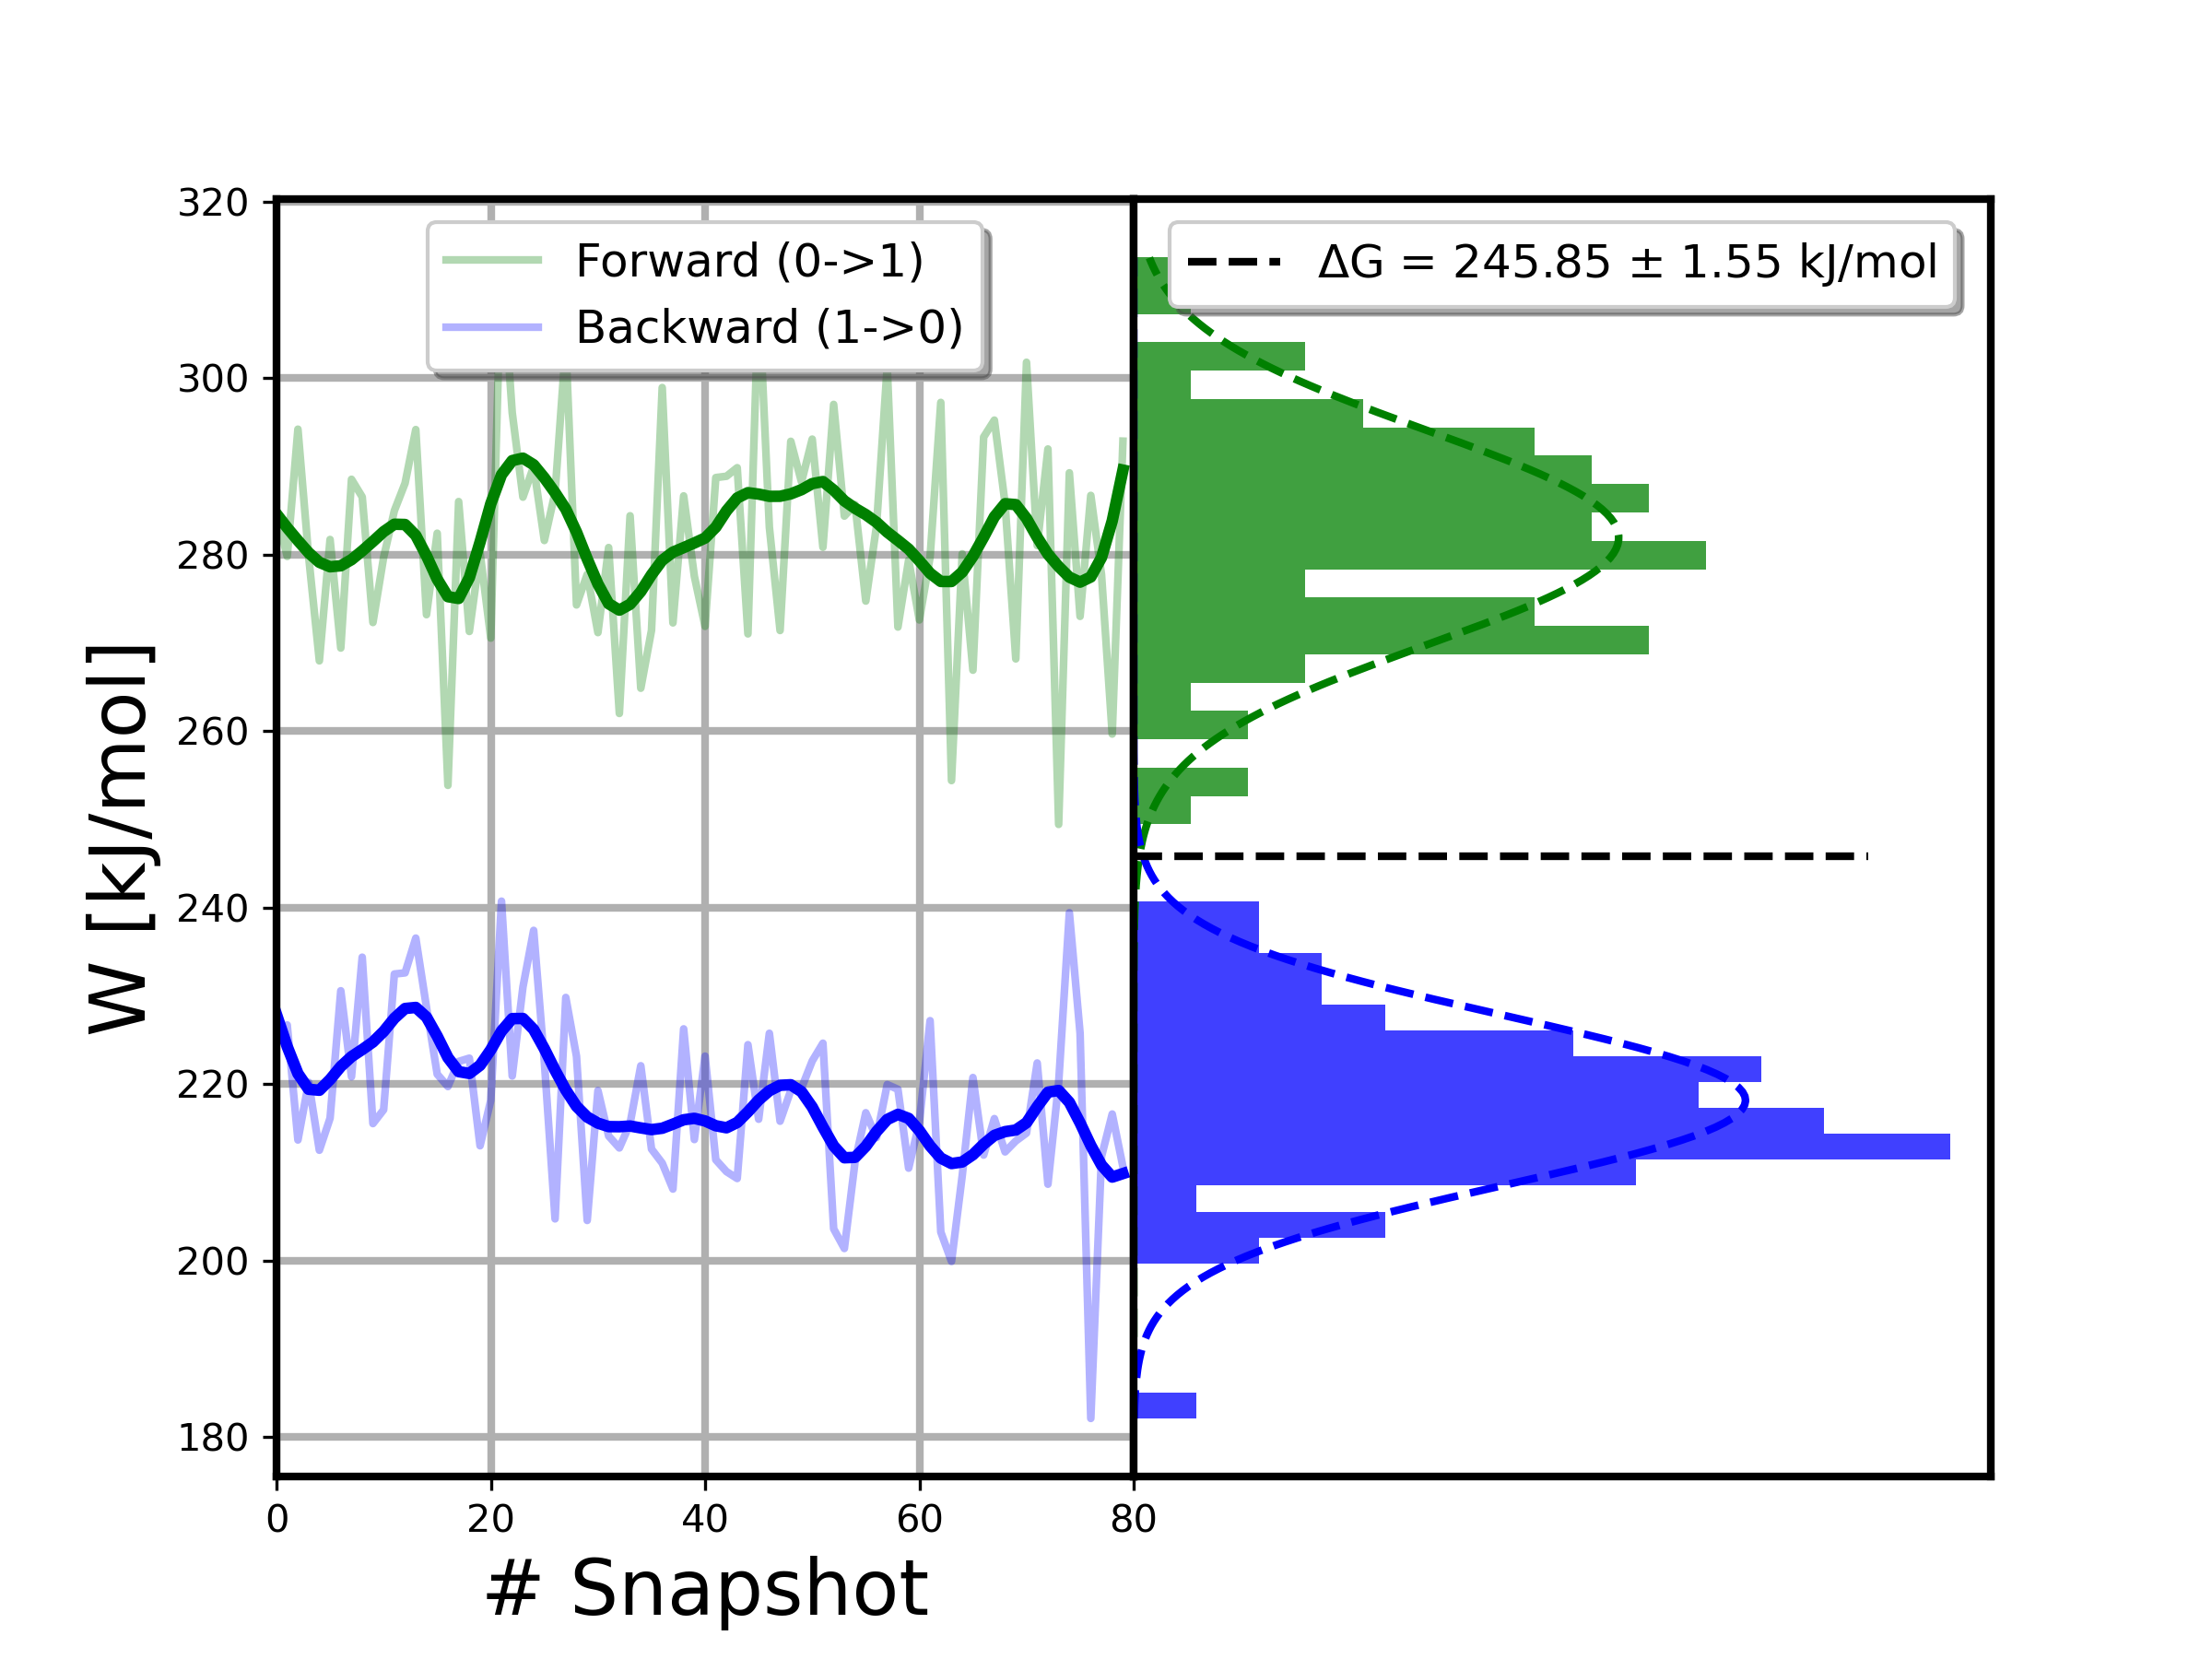 Forward (0->1)
Backward (1->0)
ΔG = 245.85 ± 1.55 kJ/mol
W [kJ/mol]
320
300
280
260
240
220
200
180
0 20 40 60 80
# Snapshot